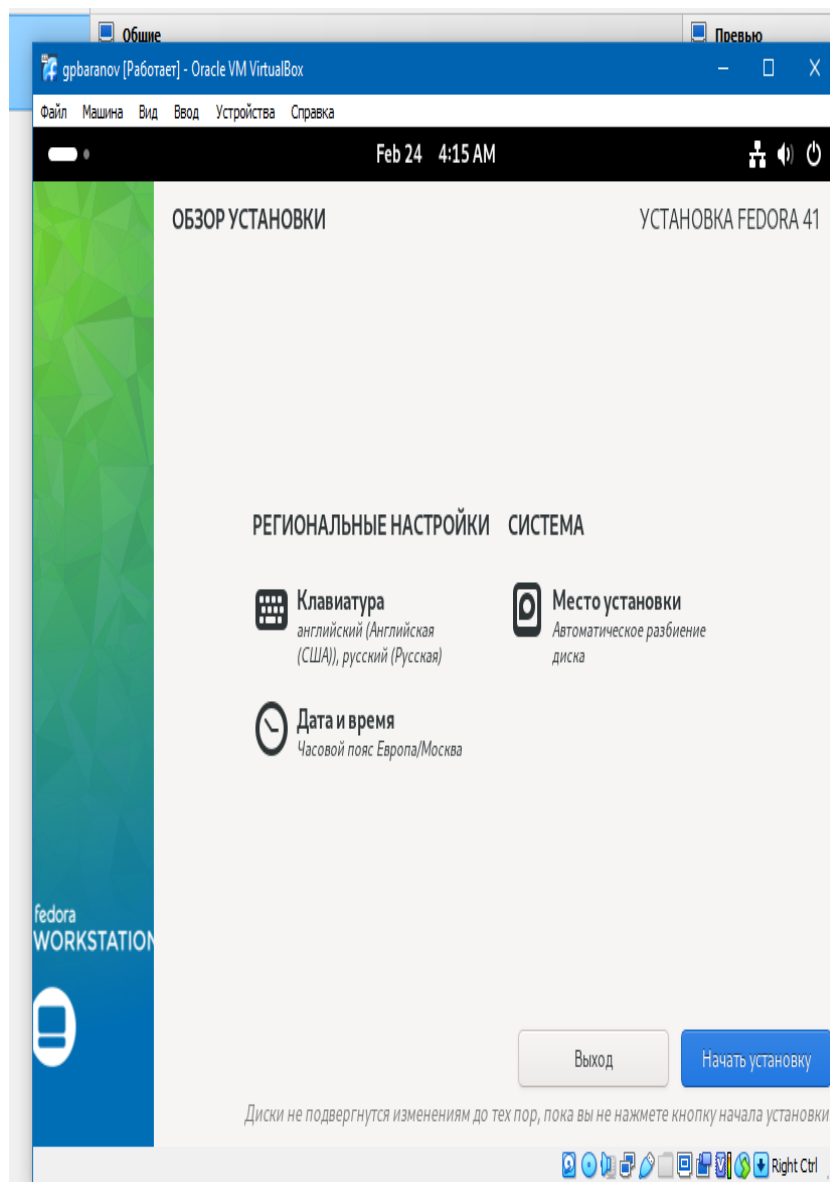 Общие
Превью
gpbaranov [Работает] - Oracle VM VirtualBox
Файл Машина Вид Ввод Устройства Справка
Feb 24 4:15 AM
ОБЗОР УСТАНОВКИ
УСТАНОВКА FEDORA 41
РЕГИОНАЛЬНЫЕ НАСТРОЙКИ
СИСТЕМА
Клавиатура
английский (Английская
(США)), русский (Русская)
Место установки
Автоматическое разбиение
диска
Дата и время
Часовой пояс Европа/Москва
fedora
WORKSTATION
Выход
Начать установку
Диски не подвергнутся изменениям до тех пор, пока вы не нажмете кнопку начала установки
Right Ctrl